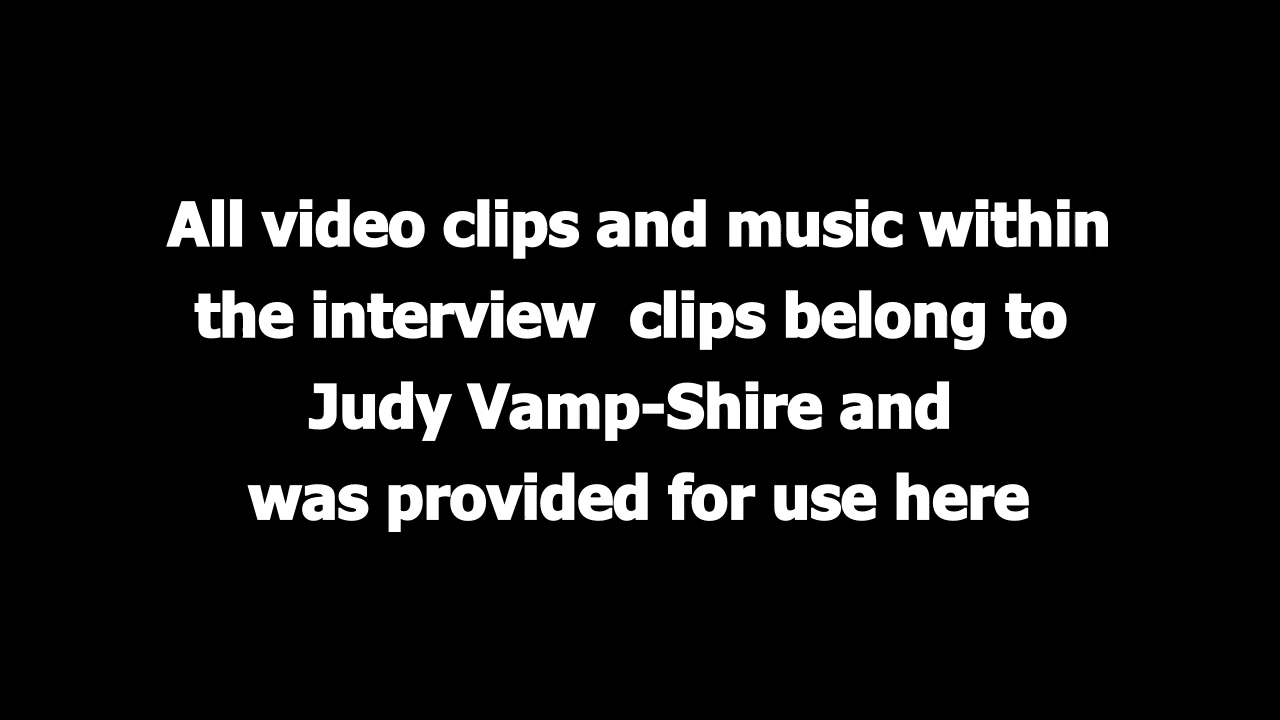 All video clips and music within
the interview  clips belong to
Judy Vamp-Shire and
was provided for use here